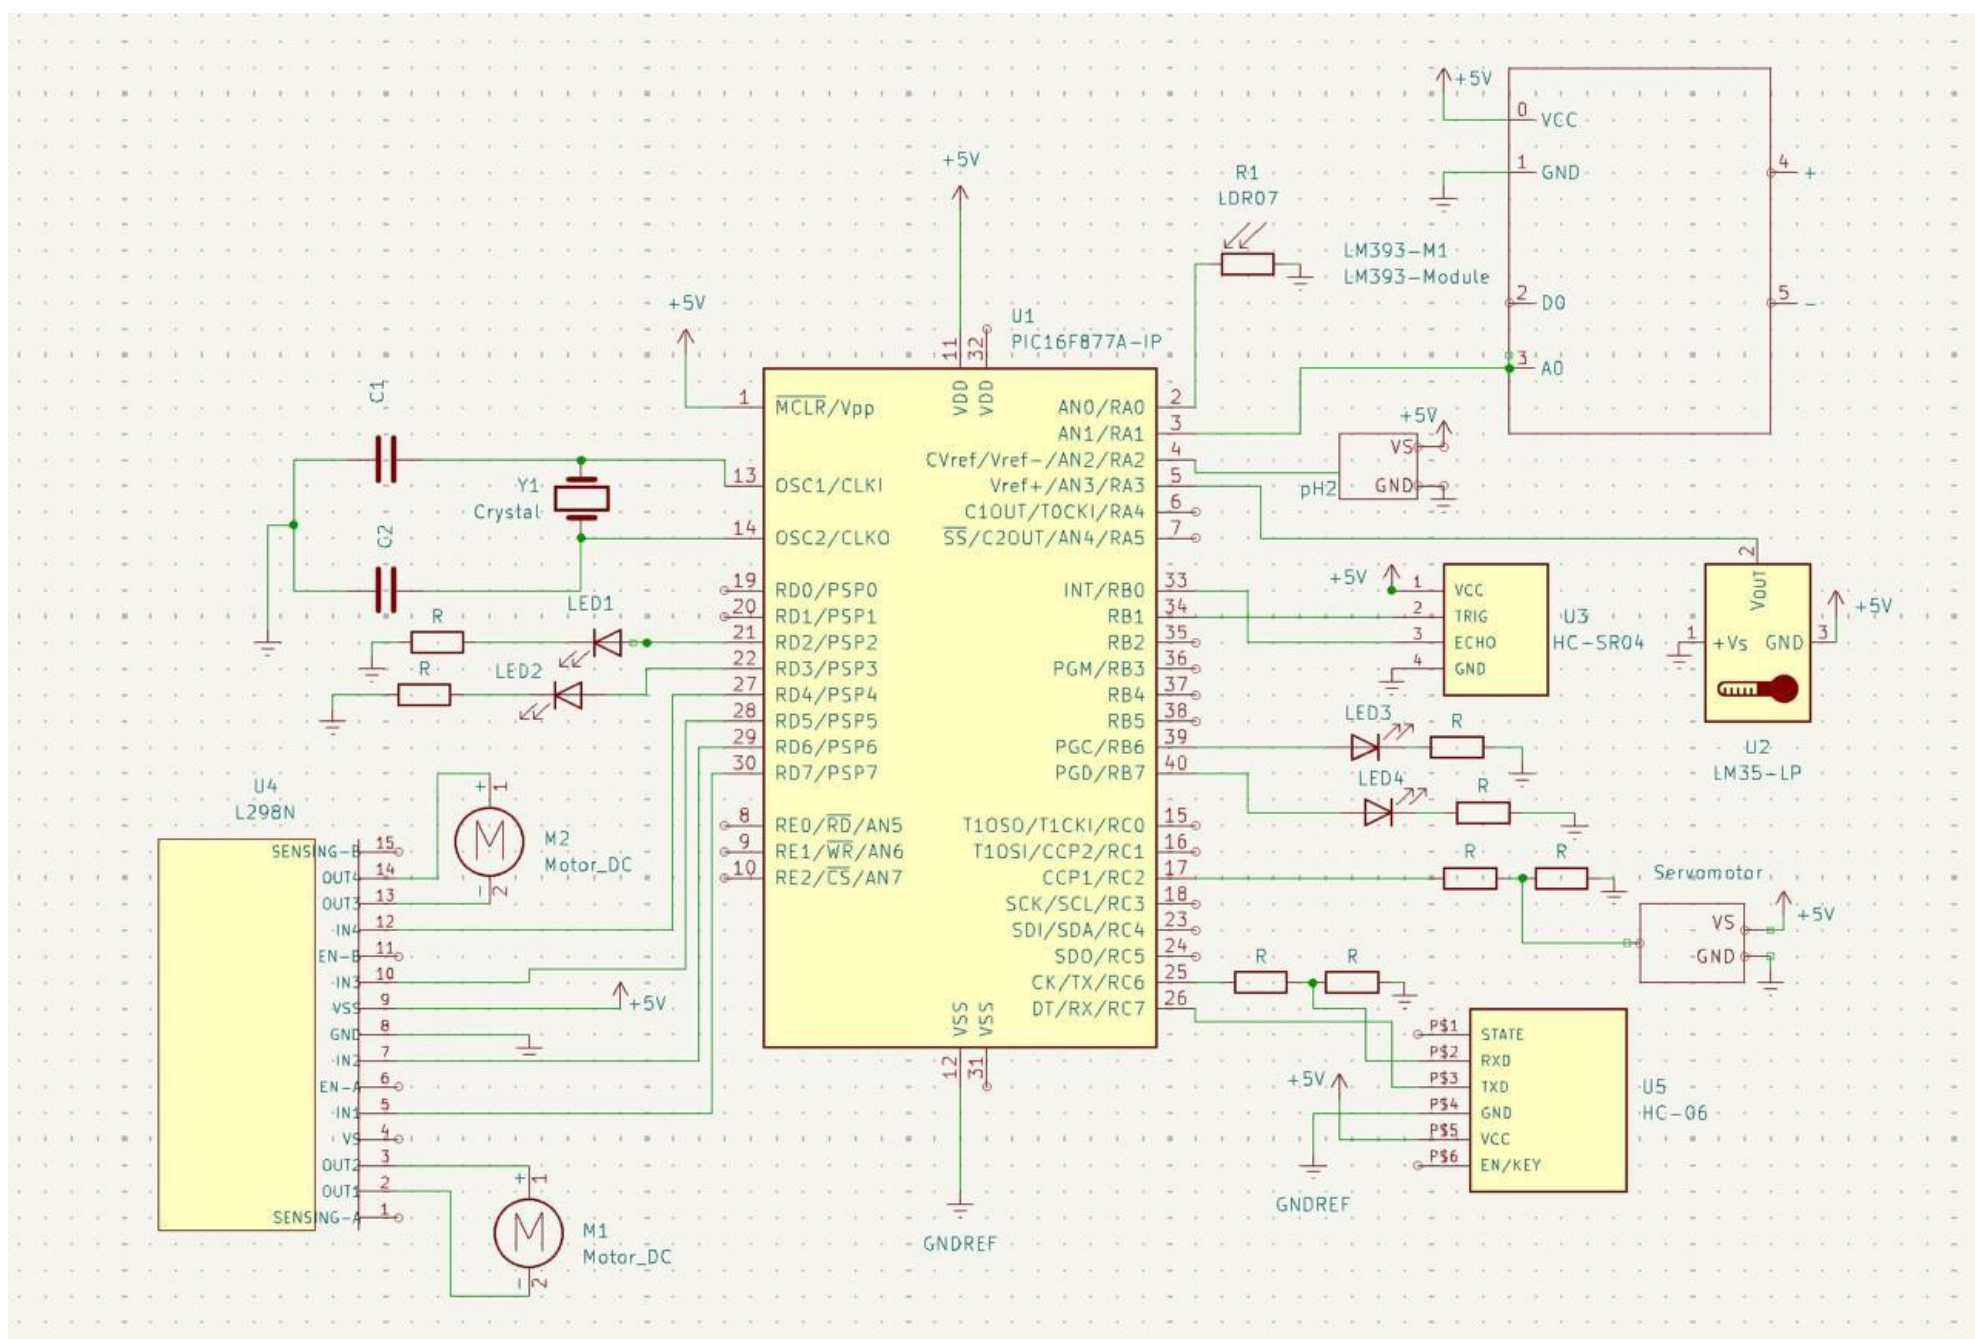 +5V
0 VCC
1 GND
4 +
2 D0
5 -
3 A0
LM393-M1
LM393-Module
R1
LDR07
+5V
+5V
U1
PIC16F877A-IP
11 VDD
32 VDD
1 MCLR/Vpp
13 OSC1/CLKI
14 OSC2/CLKO
19 RD0/PSP0
20 RD1/PSP1
21 RD2/PSP2
22 RD3/PSP3
27 RD4/PSP4
28 RD5/PSP5
29 RD6/PSP6
30 RD7/PSP7
8 RE0/RD/AN5
9 RE1/WR/AN6
10 RE2/CS/AN7
AN0/RA0 2
AN1/RA1 3
CVref/Vref-/AN2/RA2 4
Vref+/AN3/RA3 5
C1OUT/T0CKI/RA4 6
SS/C2OUT/AN4/RA5 7
INT/RB0 33
RB1 34
RB2 35
PGM/RB3 36
RB4 37
RB5 38
PGC/RB6 39
PGD/RB7 40
T1OSO/T1CKI/RC0 15
T1OSI/CCP2/RC1 16
CCP1/RC2 17
SCK/SCL/RC3 18
SDI/SDA/RC4 23
SDO/RC5 24
CK/TX/RC6 25
DT/RX/RC7 26
VSS 12
VSS 31
GNDREF
C1
C2
Y1
Crystal
LED1
R
LED2
R
U4
L298N
SENSING-B 15
OUT4 14
OUT3 13
IN4 12
EN-B 11
IN3 10
VSS 9
GND 8
IN2 7
EN-A 6
IN1 5
VS 4
OUT2 3
OUT1 2
SENSING-A 1
+5V
+ 1
M
- 2
M2
Motor_DC
+ 1
M
- 2
M1
Motor_DC
+5V
VS
GND
pH2
+5V
1 VCC
2 TRIG
3 ECHO
4 GND
U3
HC-SR04
2 Vout
1 +Vs
GND 3
+5V
U2
LM35-LP
LED3
R
LED4
R
R
R
Servomotor
VS
GND
+5V
R
R
P$1 STATE
P$2 RXD
P$3 TXD
P$4 GND
P$5 VCC
P$6 EN/KEY
+5V
U5
HC-06
GNDREF